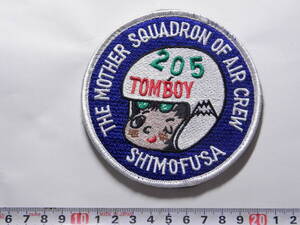 THE MOTHER SQUADRON OF AIR CREW
205
TOMBOY
SHIMOFUSA
6 7 8 9 10 1 2 3 4 5 6 7 8 9 20 1 2